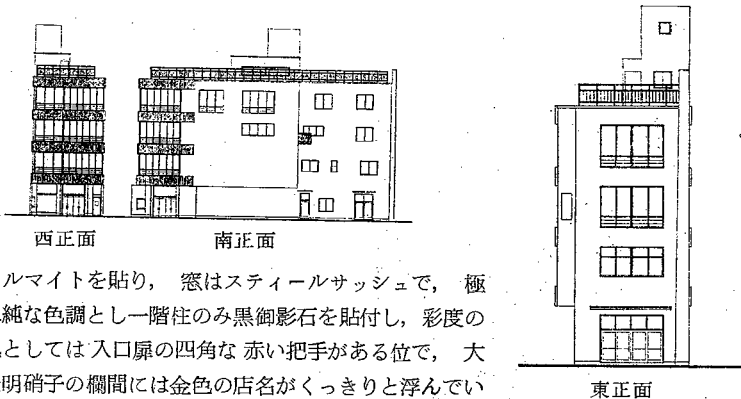 西正面
南正面
東正面
ルマイトを貼り，窓はスティールサッシュで，極
純な色調とし一階柱のみ黒御影石を貼付し，彩度の
としては入口扉の四角な赤い把手がある位で，大
明硝子の欄間には金色の店名がくっきりと浮んでい